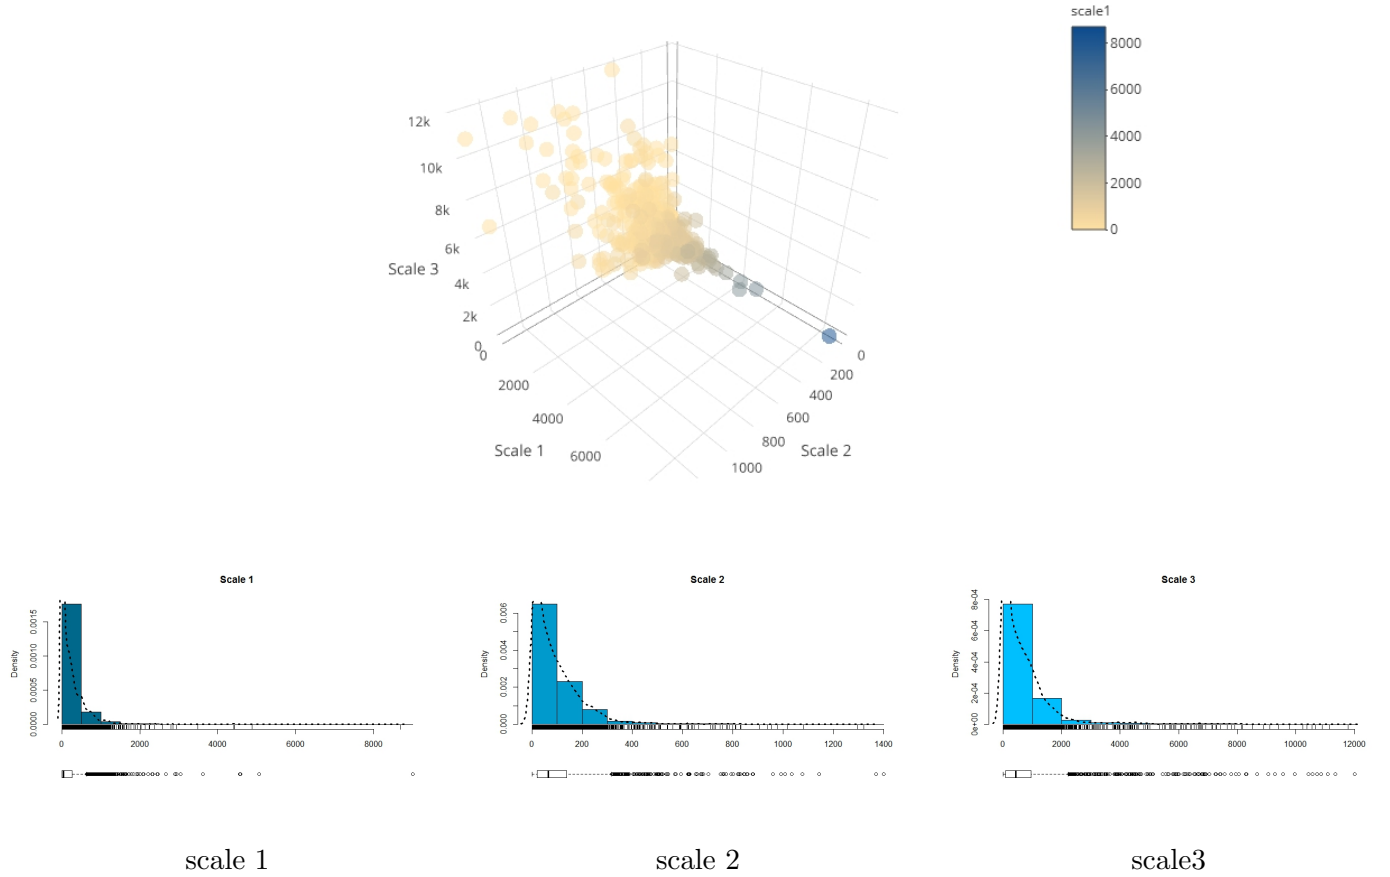 scale1
8000
6000
4000
2000
0
12k
10k
8k
6k
4k
2k
0
Scale 3
0
2000
4000
6000
Scale 1
0
200
400
600
800
1000
Scale 2
Scale 1
Density
0.0000
0.0005
0.0010
0.0015
0
2000
4000
6000
8000
Scale 2
Density
0.000
0.002
0.004
0.006
0
200
400
600
800
1000
1200
1400
Scale 3
Density
0e+00
2e-04
4e-04
6e-04
8e-04
0
2000
4000
6000
8000
10000
12000
scale 1
scale 2
scale3